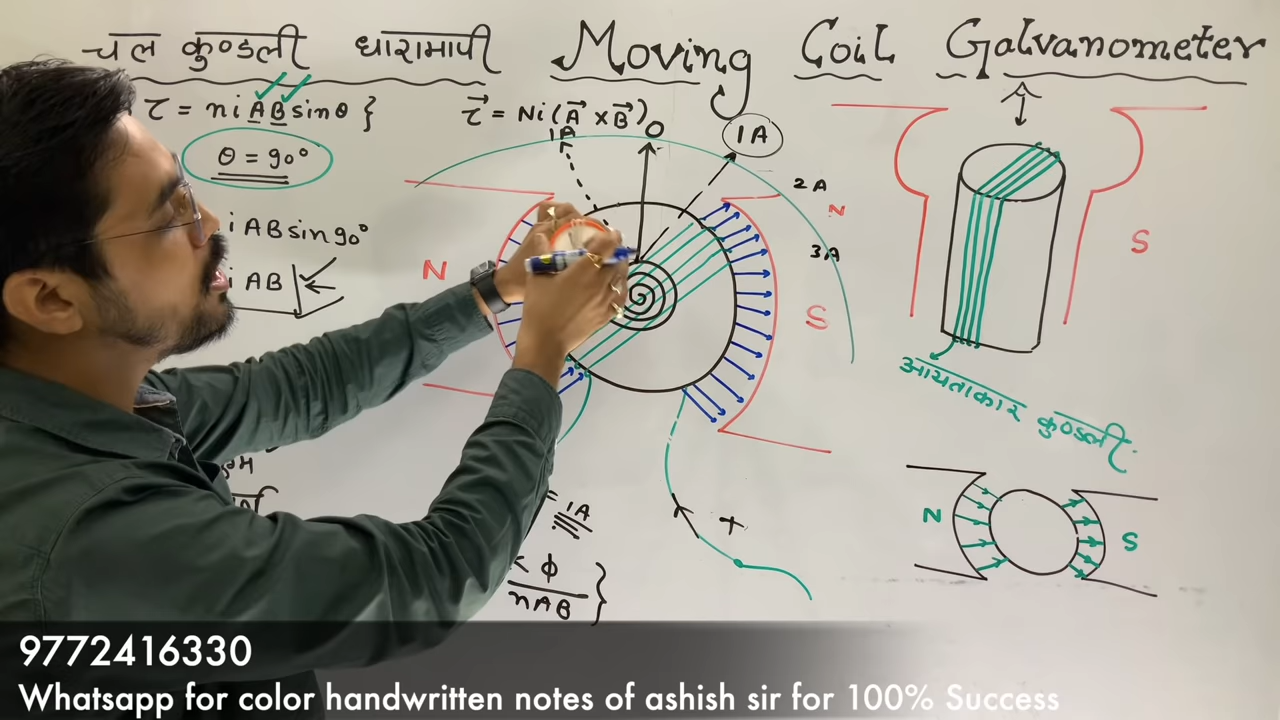 चल कुण्डली धारामापी Moving Coil Galvanometer
τ = niABsinθ }
τ⃗ = Ni(A⃗ × B⃗)
θ = 90°
iABsin90°
iAB
1A
0
1A
2A
3A
N
N
S
S
आयताकार कुण्डली
N
S
= 1A
+
φ
nAB }
9772416330
Whatsapp for color handwritten notes of ashish sir for 100% Success